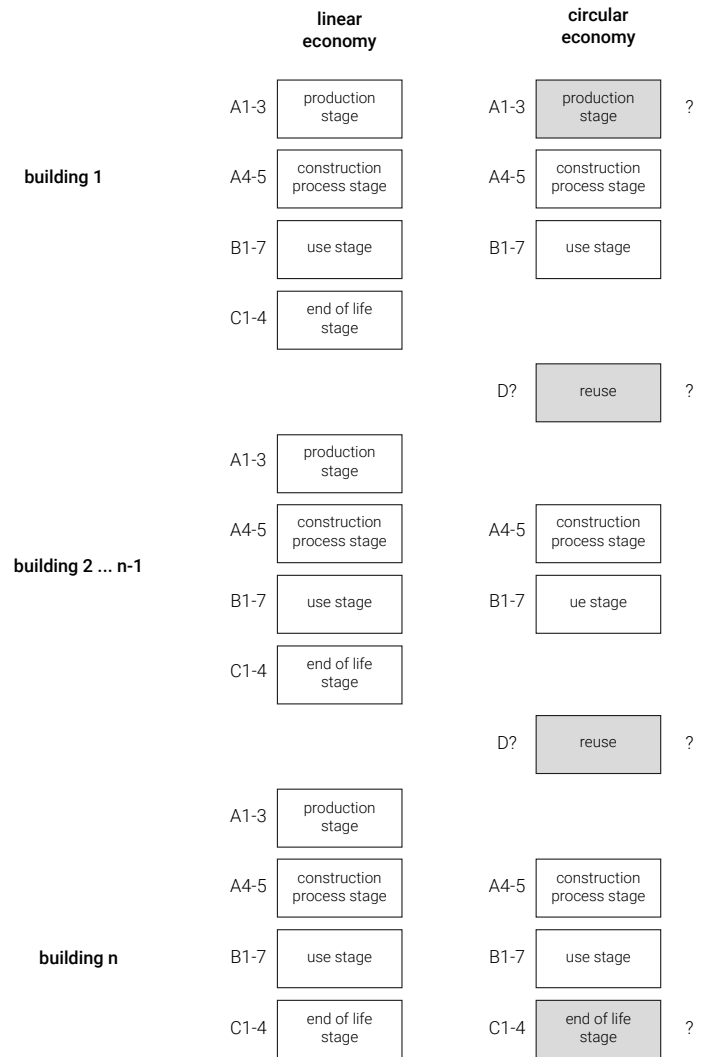 linear
economy
circular
economy
A1-3
production
stage
A1-3
production
stage
?
building 1
A4-5
construction
process stage
A4-5
construction
process stage
B1-7
use stage
B1-7
use stage
C1-4
end of life
stage
D?
reuse
?
A1-3
production
stage
A4-5
construction
process stage
A4-5
construction
process stage
building 2 ... n-1
B1-7
use stage
B1-7
ue stage
C1-4
end of life
stage
D?
reuse
?
A1-3
production
stage
A4-5
construction
process stage
A4-5
construction
process stage
building n
B1-7
use stage
B1-7
use stage
C1-4
end of life
stage
C1-4
end of life
stage
?